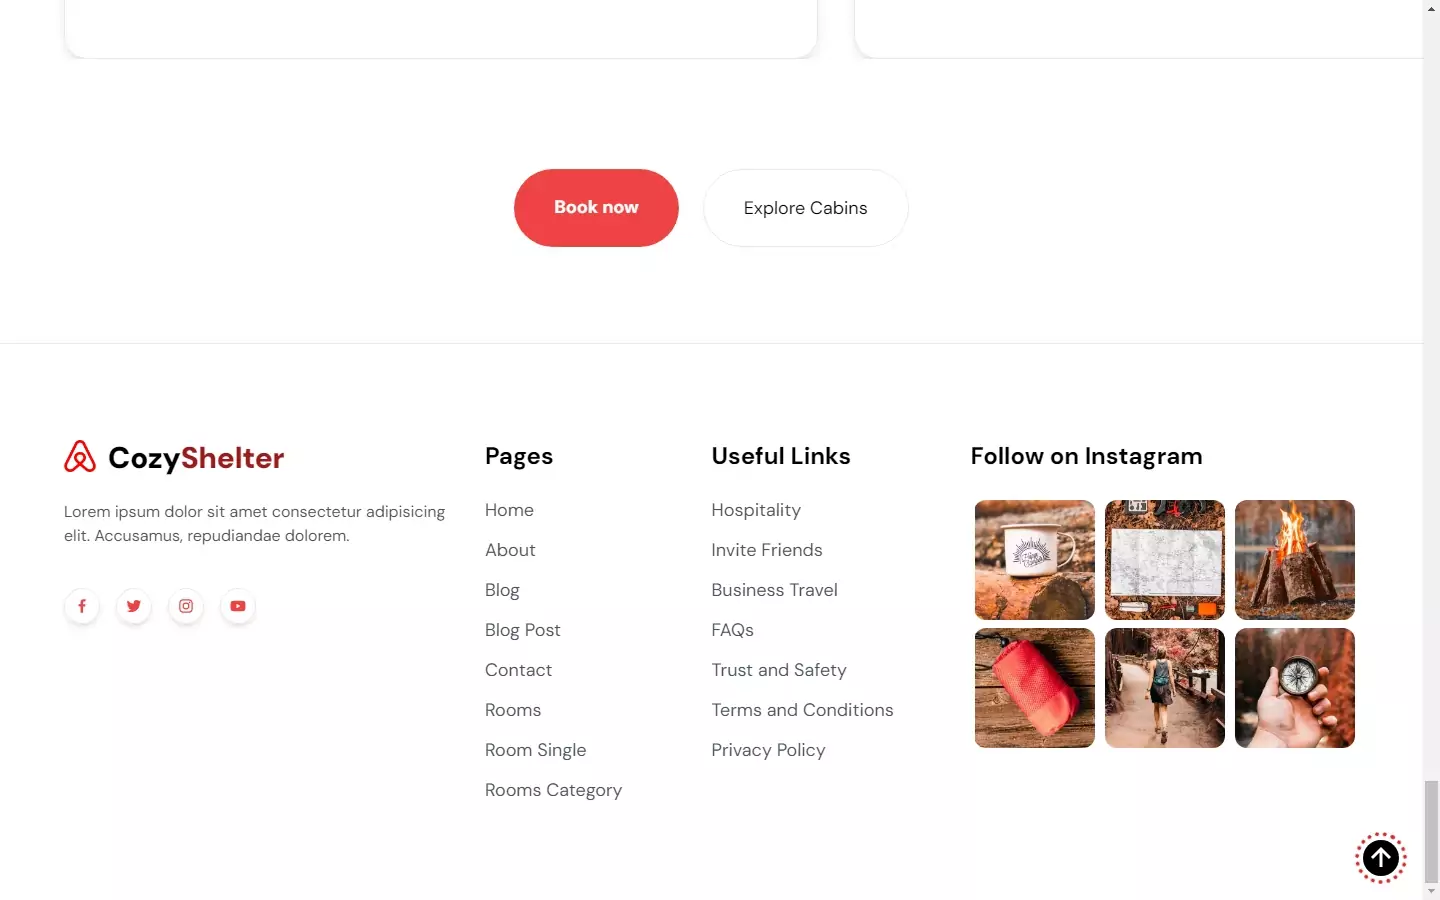 Book now
Explore Cabins
CozyShelter
Lorem ipsum dolor sit amet consectetur adipisicing
elit. Accusamus, repudiandae dolorem.
Pages
Home
About
Blog
Blog Post
Contact
Rooms
Room Single
Rooms Category
Useful Links
Hospitality
Invite Friends
Business Travel
FAQs
Trust and Safety
Terms and Conditions
Privacy Policy
Follow on Instagram